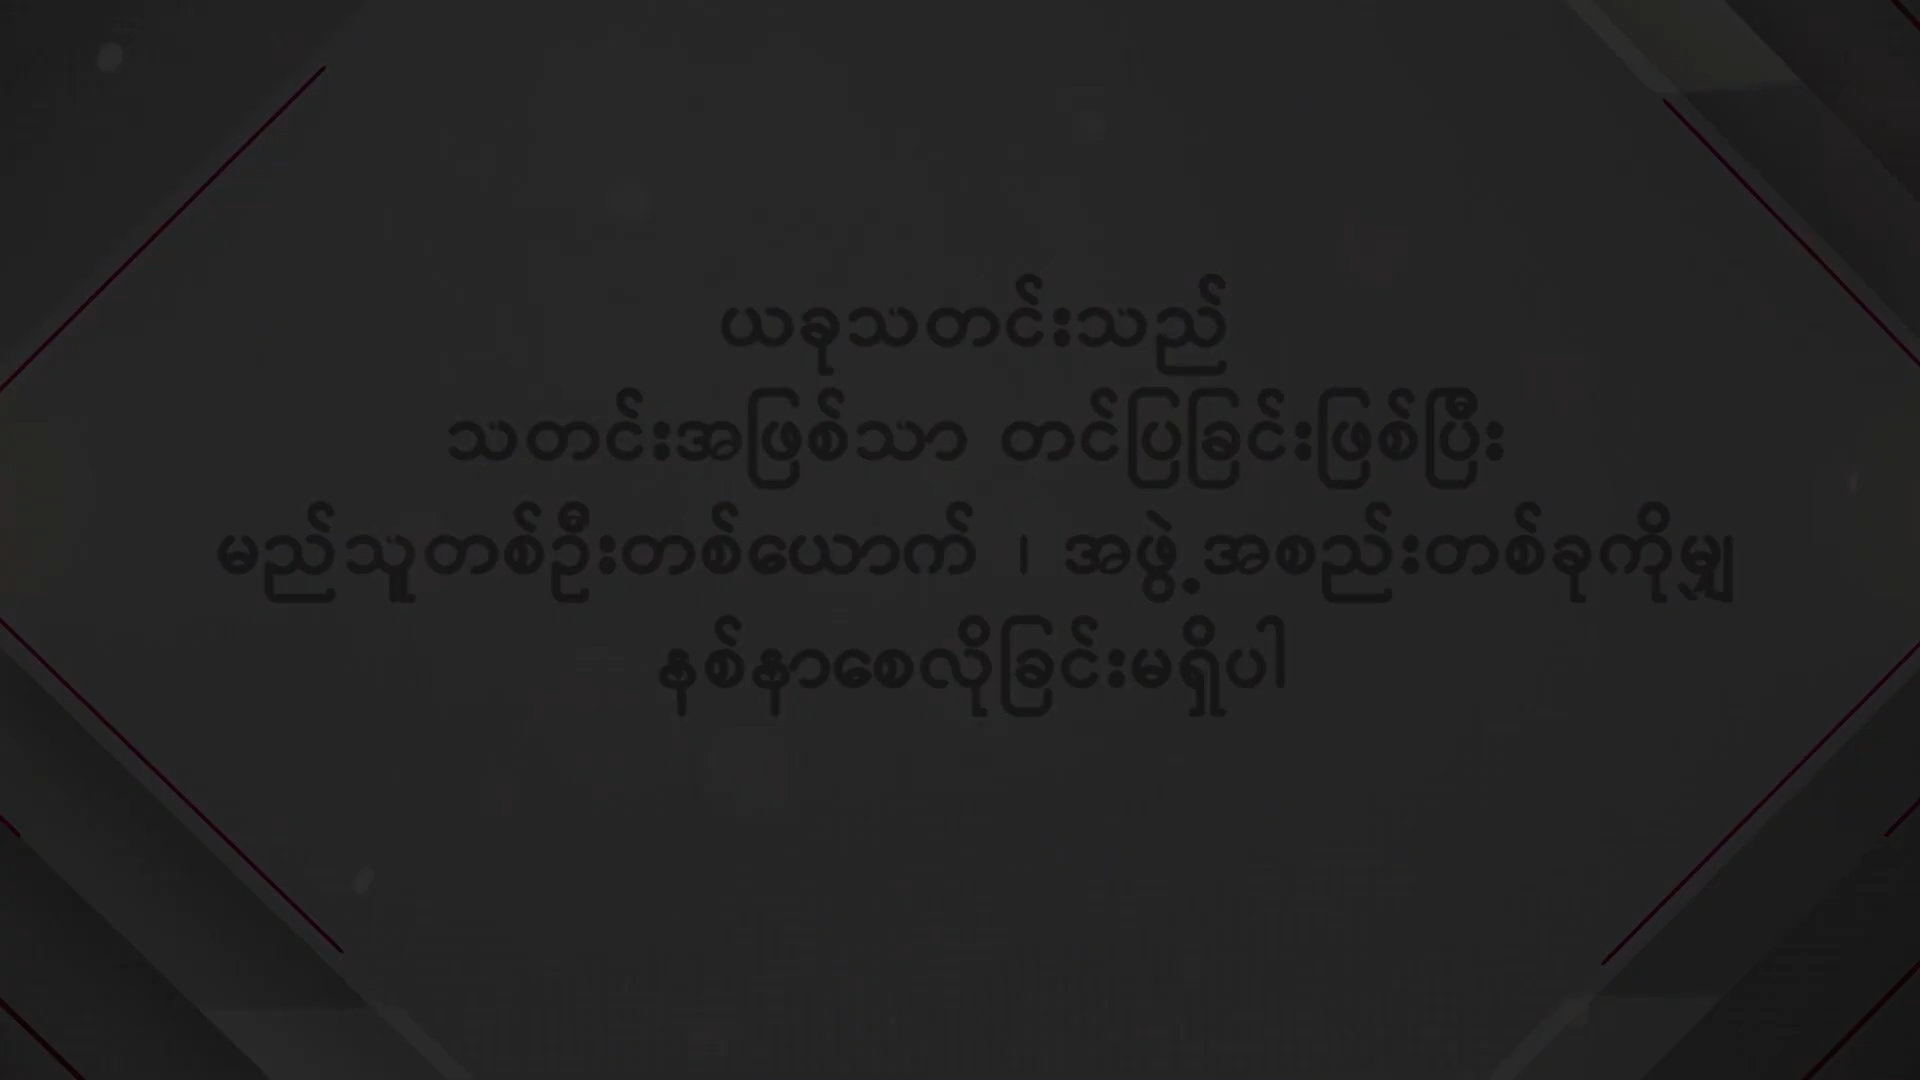 ယခုသတင်းသည်
သတင်းအဖြစ်သာ တင်ပြခြင်းဖြစ်ပြီး
မည်သူတစ်ဦးတစ်ယောက် ၊ အဖွဲ့အစည်းတစ်ခုကိုမျှ
နစ်နာစေလိုခြင်းမရှိပါ